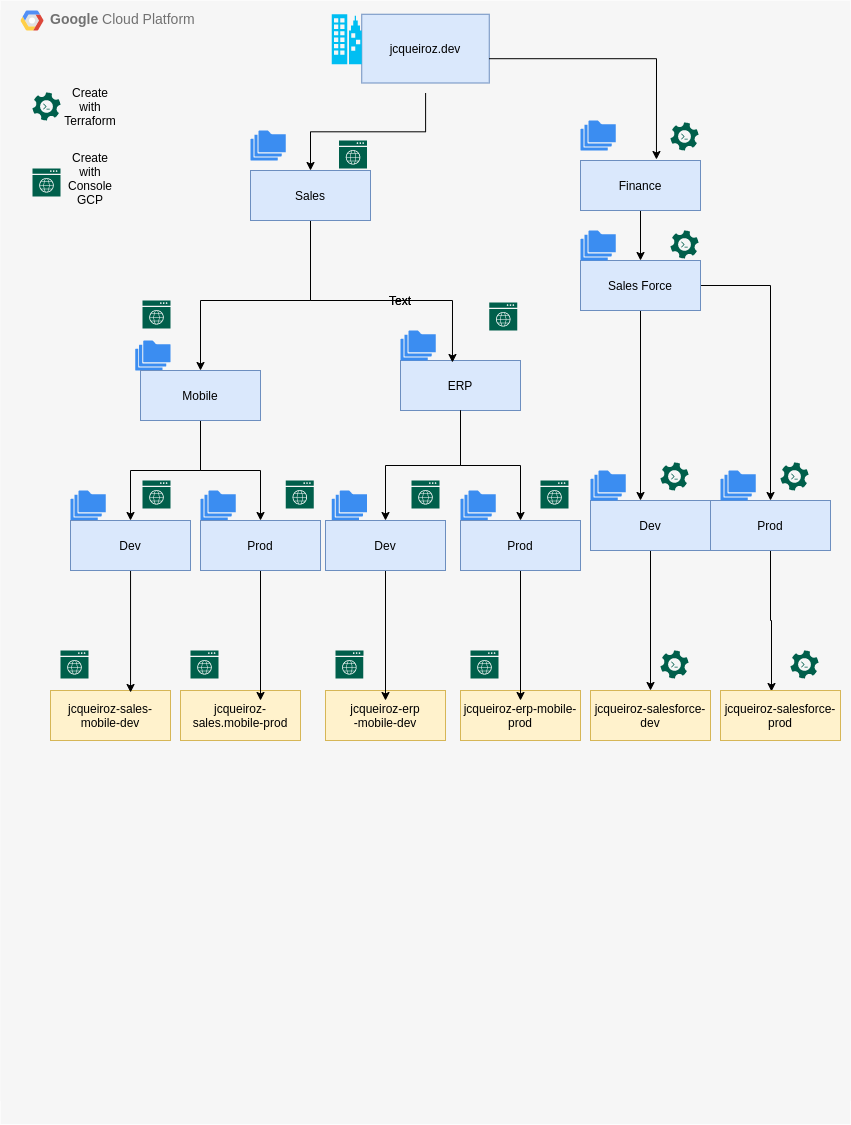 Google Cloud Platform
jcqueiroz.dev
Create
with
Terraform
Create
with
Console
GCP
Sales
Finance
Sales Force
Text
Mobile
ERP
Dev
Prod
Dev
Prod
Dev
Prod
jcqueiroz-sales-
mobile-dev
jcqueiroz-
sales.mobile-prod
jcqueiroz-erp
-mobile-dev
jcqueiroz-erp-mobile-
prod
jcqueiroz-salesforce-
dev
jcqueiroz-salesforce-
prod